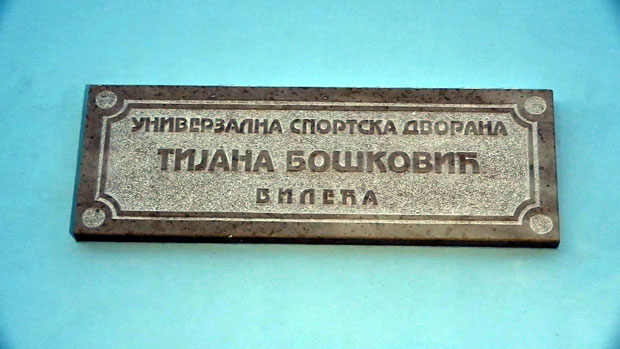 УНИВЕРЗАЛНА СПОРТСКА ДВОРАНА
ТИЈАНА БОШКОВИЋ
БИЛЕЋА